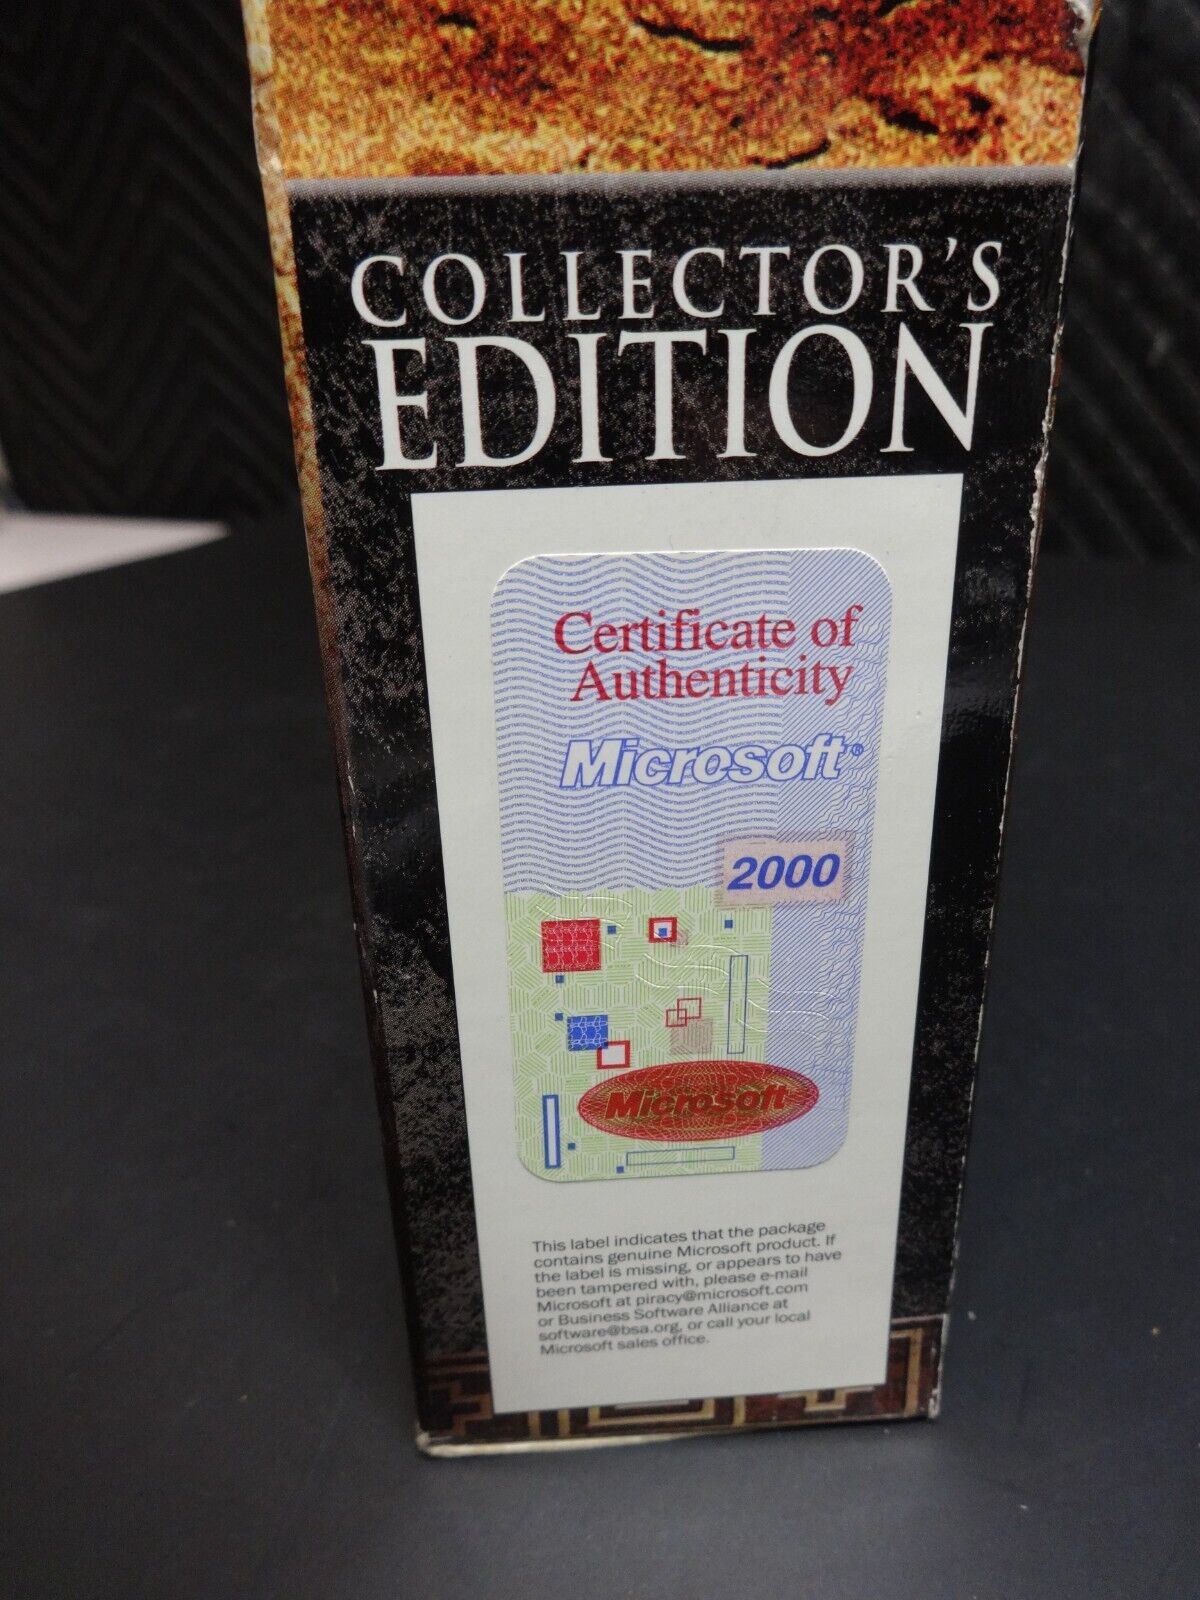 COLLECTOR'S
EDITION
Certificate of
Authenticity
Microsoft®
2000
Microsoft
This label indicates that the package
contains genuine Microsoft product. If
the label is missing, or appears to have
been tampered with, please e-mail
Microsoft at piracy@microsoft.com
or Business Software Alliance at
software@bsa.org, or call your local
Microsoft sales office.